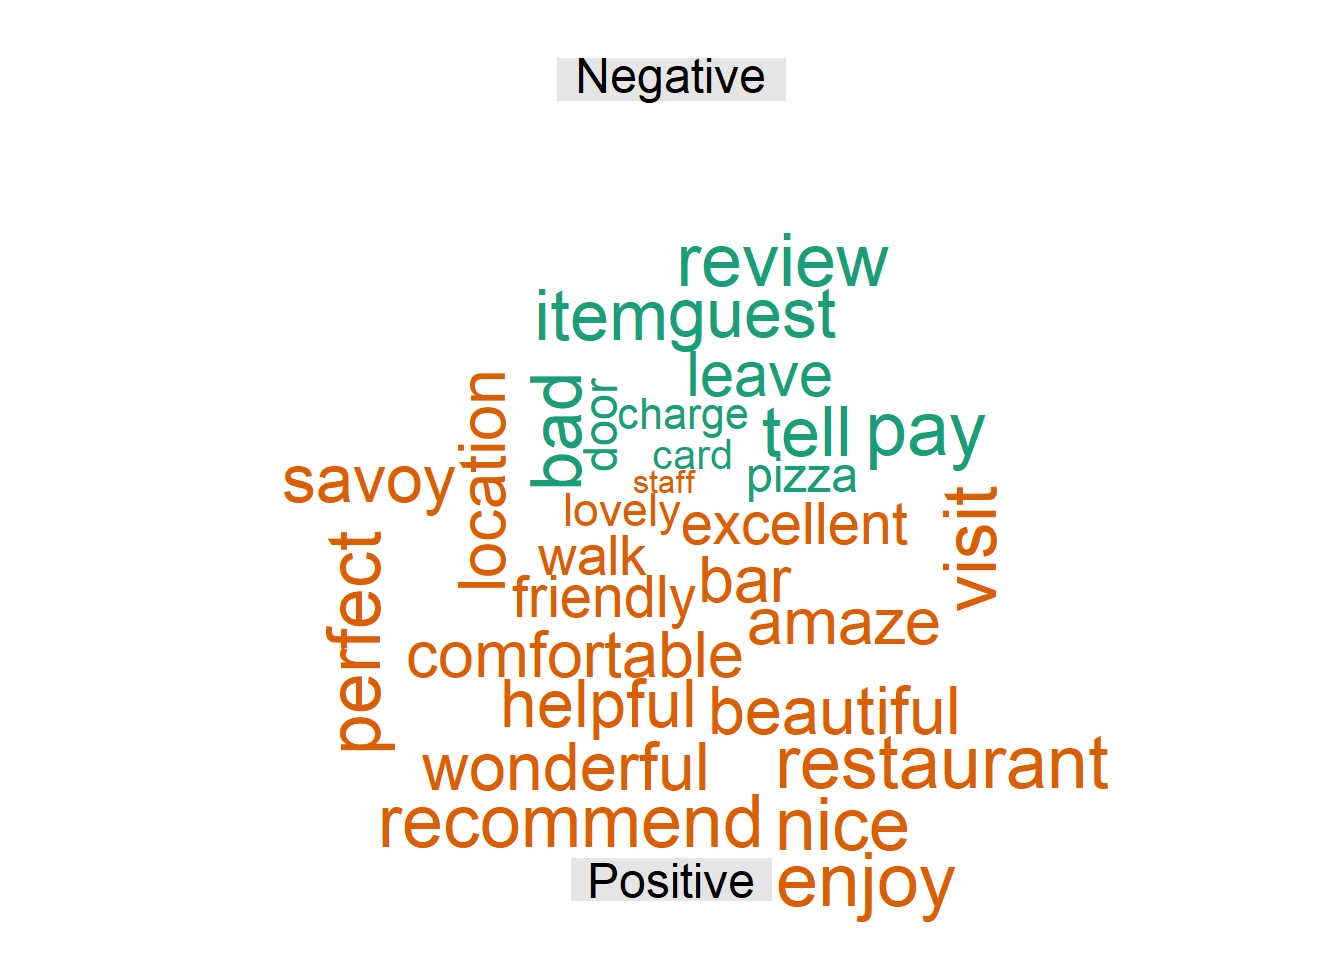 Negative
review
itemguest
leave
bad
door
charge
tell pay
card
pizza
location
savoy
staff
lovely
excellent
visit
perfect
walk
bar
friendly
amaze
comfortable
helpful
beautiful
wonderful
restaurant
recommend
nice
Positive
enjoy